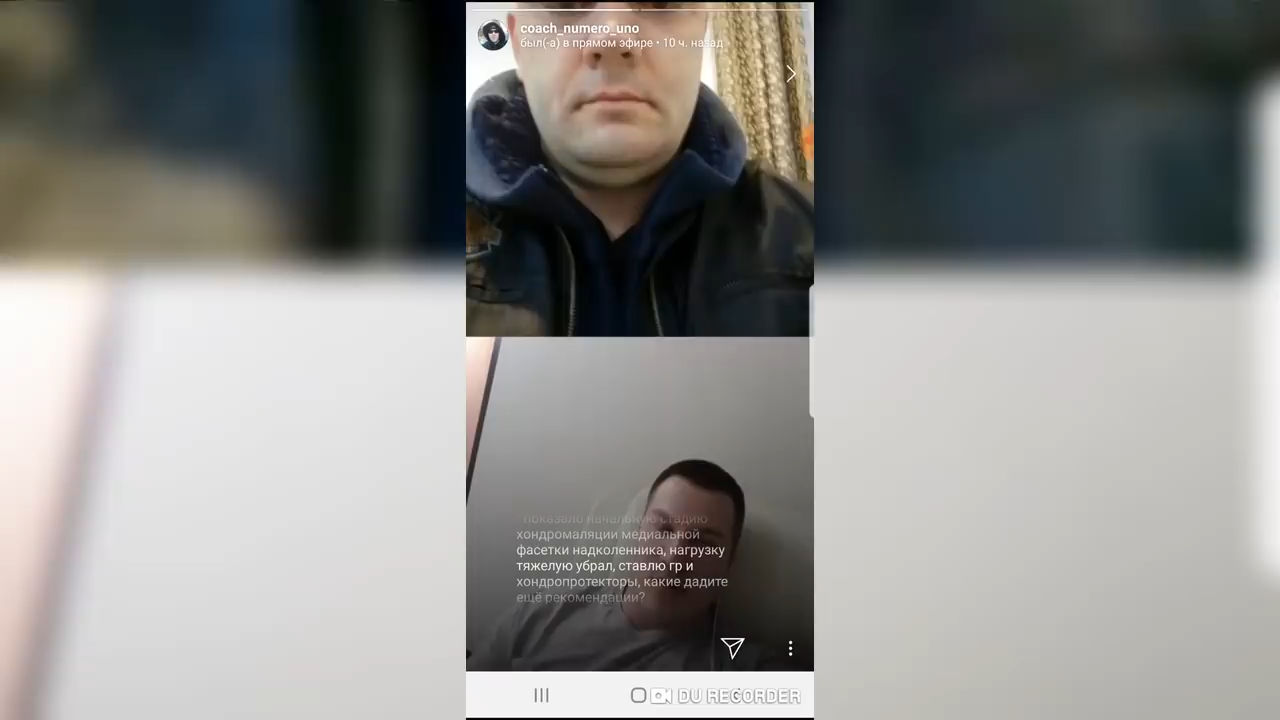 coach_numero_uno
был(-а) в прямом эфире • 10 ч. назад
показало начальную стадию
хондромаляции медиальной
фасетки надколенника, нагрузку
тяжелую убрал, ставлю гр и
хондропротекторы, какие дадите
ещё рекомендации?
DU RECORDER